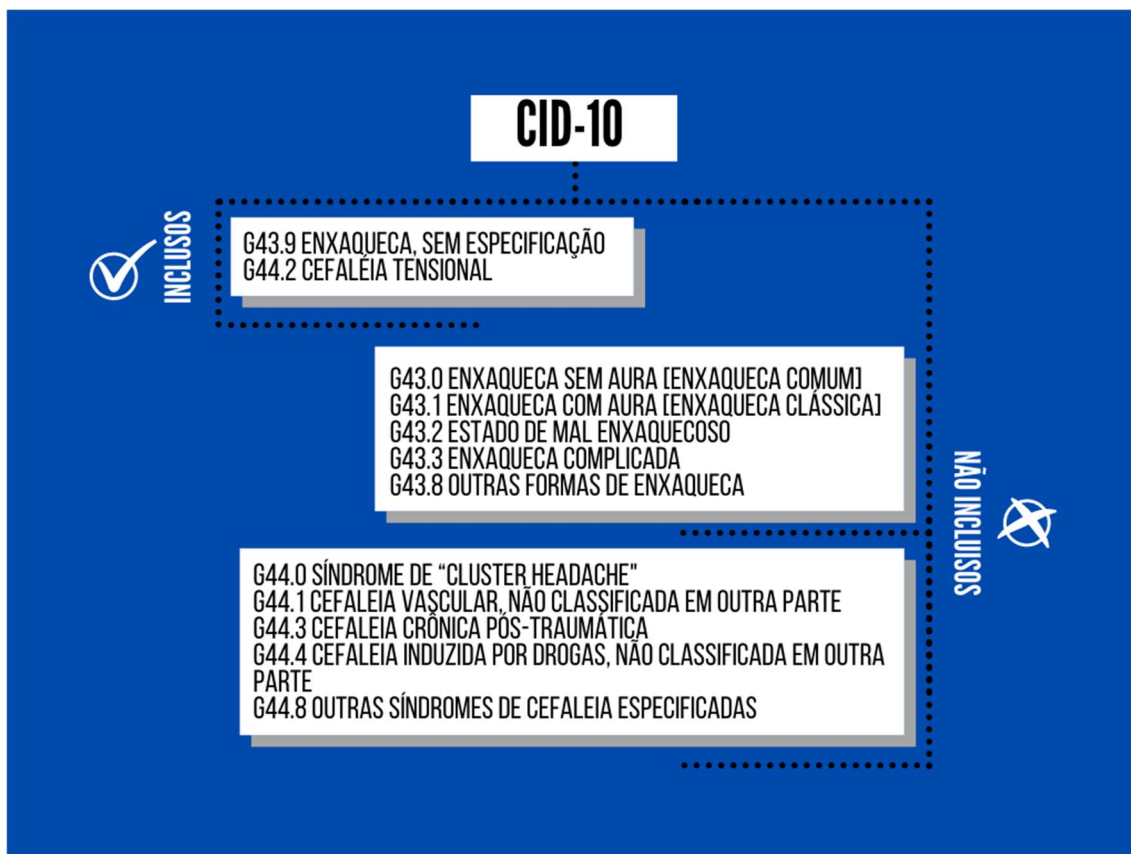 CID-10
INCLUSOS
G43.9 ENXAQUECA, SEM ESPECIFICAÇÃO
G44.2 CEFALÉIA TENSIONAL
G43.0 ENXAQUECA SEM AURA [ENXAQUECA COMUM]
G43.1 ENXAQUECA COM AURA [ENXAQUECA CLÁSSICA]
G43.2 ESTADO DE MAL ENXAQUECOSO
G43.3 ENXAQUECA COMPLICADA
G43.8 OUTRAS FORMAS DE ENXAQUECA
NÃO INCLUISOS
G44.0 SÍNDROME DE “CLUSTER HEADACHE"
G44.1 CEFALEIA VASCULAR, NÃO CLASSIFICADA EM OUTRA PARTE
G44.3 CEFALEIA CRÔNICA PÓS-TRAUMÁTICA
G44.4 CEFALEIA INDUZIDA POR DROGAS, NÃO CLASSIFICADA EM OUTRA
PARTE
G44.8 OUTRAS SÍNDROMES DE CEFALEIA ESPECIFICADAS